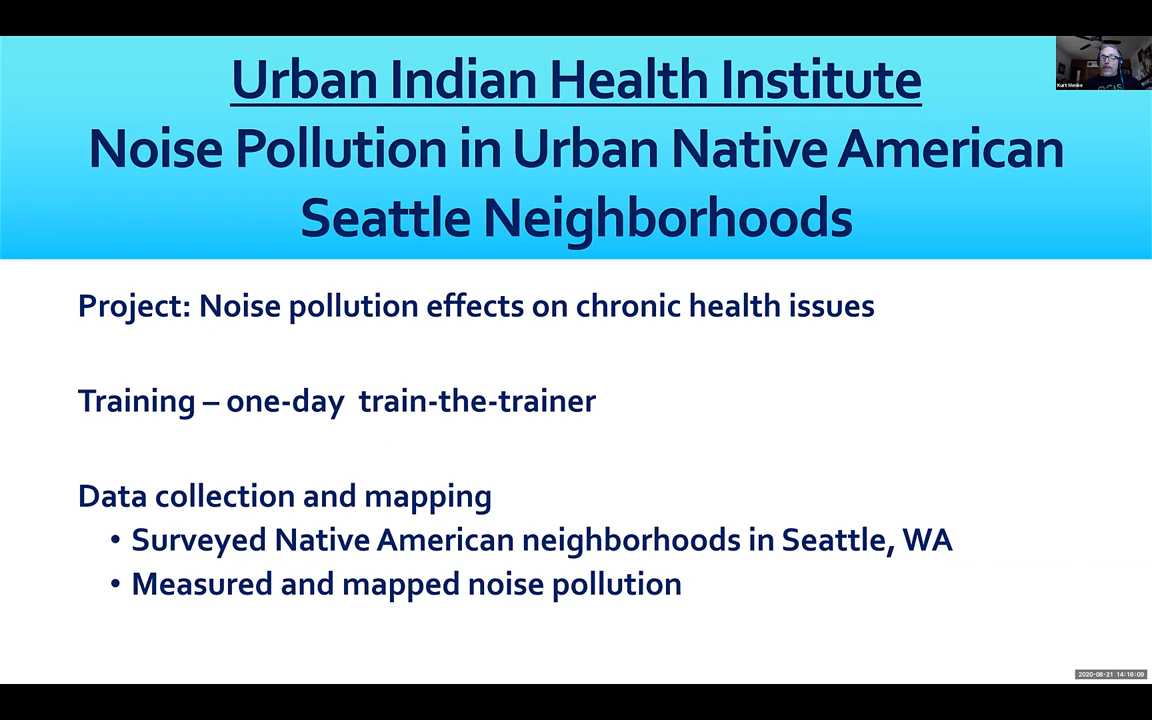 Urban Indian Health Institute
Noise Pollution in Urban Native American
Seattle Neighborhoods
Kurt Menke
Project: Noise pollution effects on chronic health issues
Training – one-day  train-the-trainer
Data collection and mapping
• Surveyed Native American neighborhoods in Seattle, WA
• Measured and mapped noise pollution
2020-08-21 14:16:09